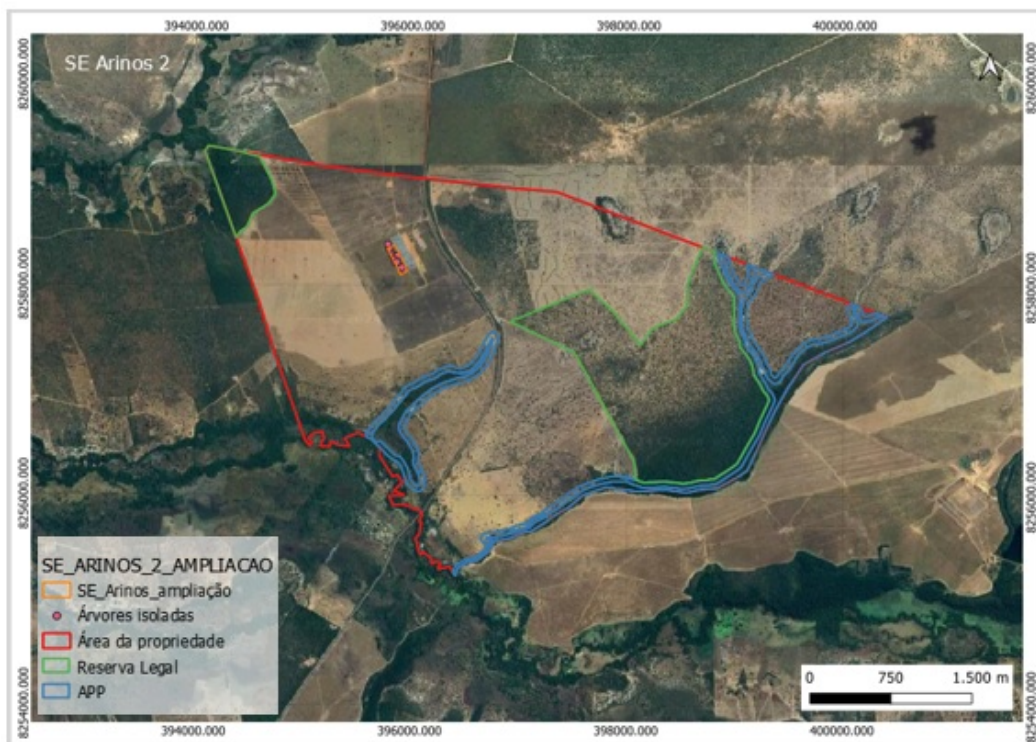 394000.000 396000.000 398000.000 400000.000
SE Arinos 2
8260000.000 8260000.000
8258000.000 8258000.000
8256000.000 8256000.000
8254000.000 8254000.000
SE_ARINOS_2_AMPLIACAO
SE_Arinos_ampliação
Árvores isoladas
Área da propriedade
Reserva Legal
APP
0 750 1.500 m
394000.000 396000.000 398000.000 400000.000